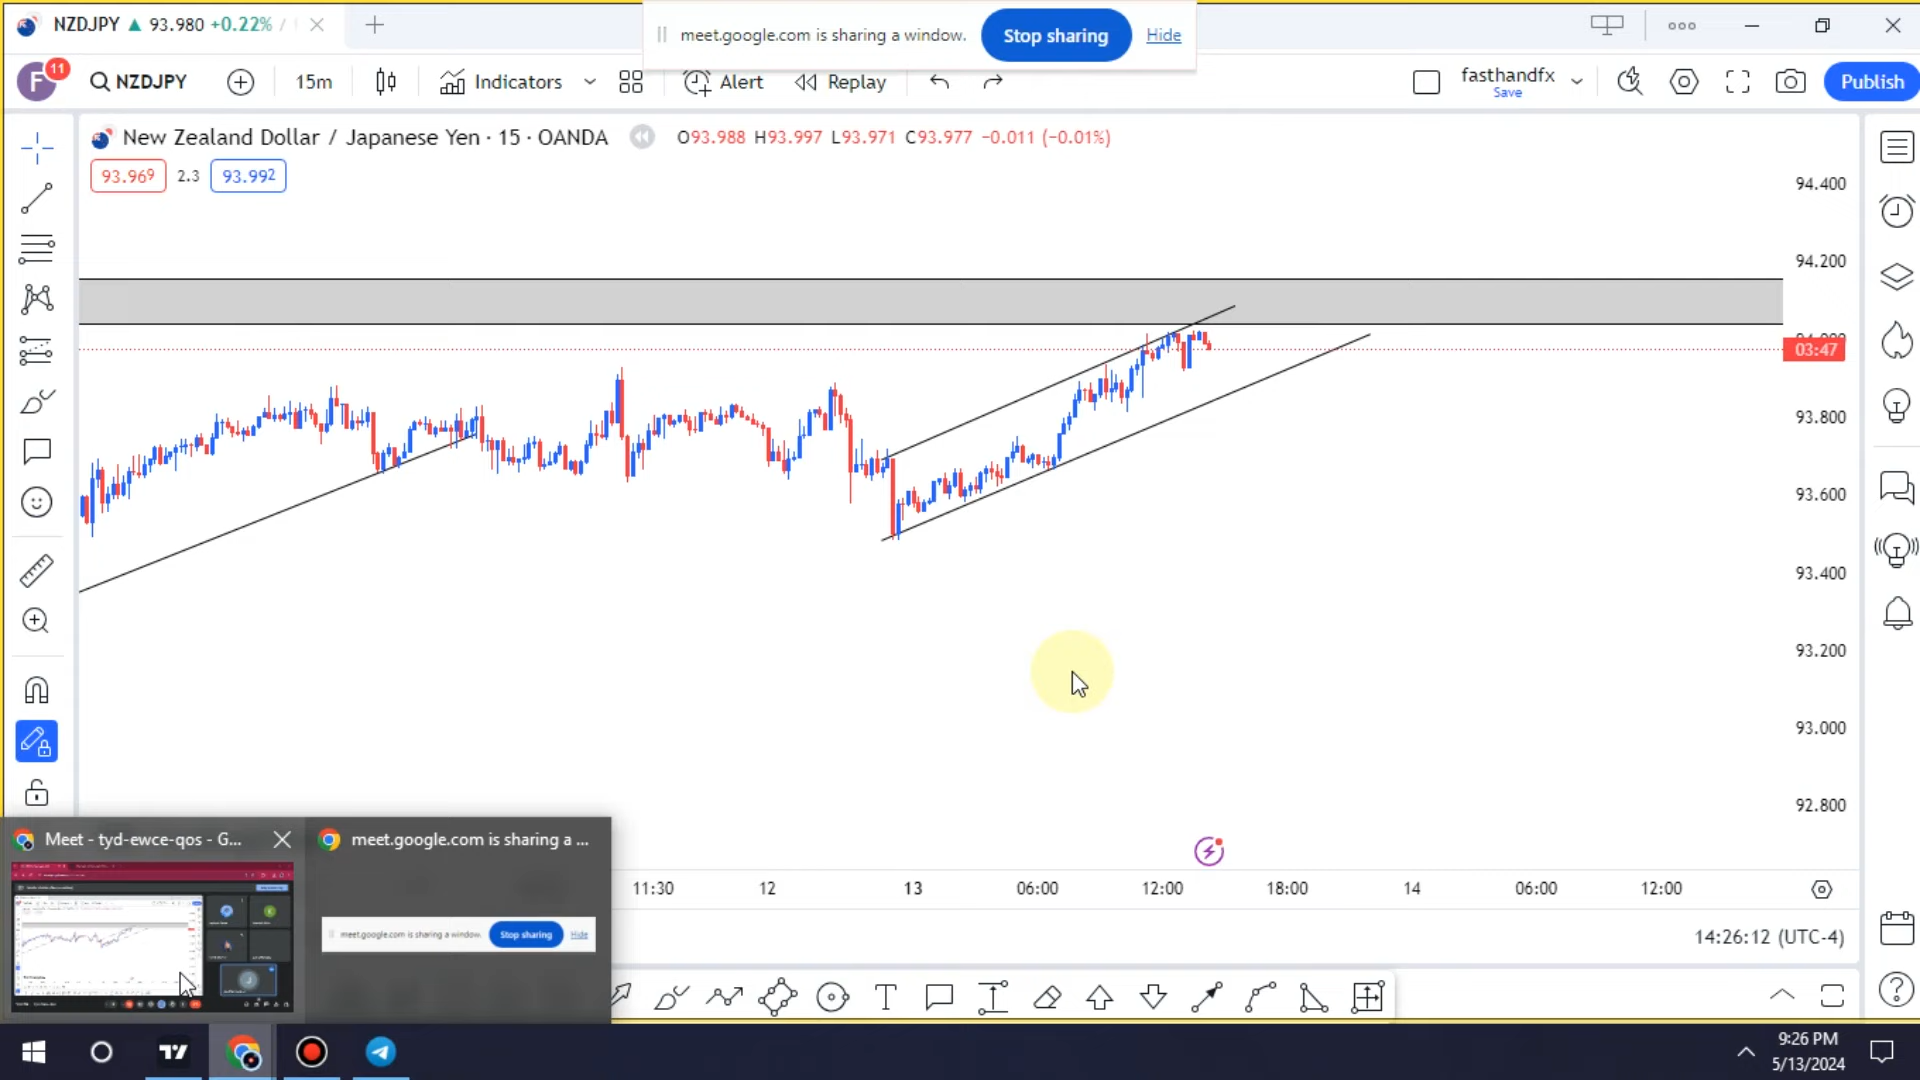 NZDJPY ▲ 93.980 +0.22% /
meet.google.com is sharing a window.
Stop sharing
Hide
F
11
NZDJPY
15m
Indicators
Alert
Replay
fasthandfx
Save
Publish
New Zealand Dollar / Japanese Yen · 15 · OANDA
O93.988 H93.997 L93.971 C93.977 −0.011 (−0.01%)
93.969
2.3
93.992
94.400
94.200
03:47
93.800
93.600
93.400
93.200
93.000
92.800
Meet - tyd-ewce-qos - G...
meet.google.com is sharing a ...
meet.google.com is sharing a window.
Stop sharing
Hide
11:30
12
13
06:00
12:00
18:00
14
06:00
12:00
14:26:12 (UTC-4)
9:26 PM
5/13/2024